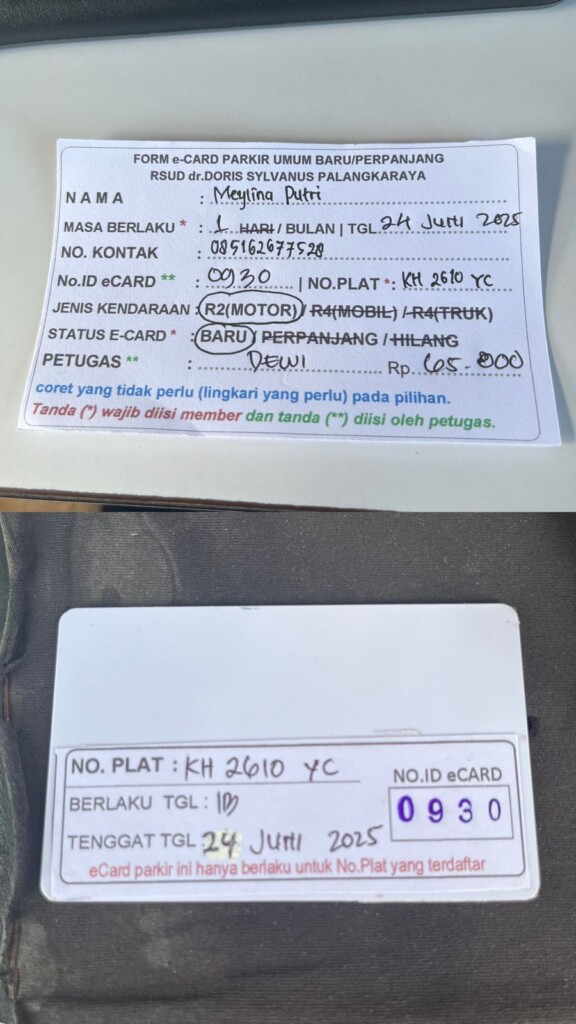 FORM e-CARD PARKIR UMUM BARU/PERPANJANG
RSUD dr.DORIS SYLVANUS PALANGKARAYA
NAMA : Meylina Putri
MASA BERLAKU * : 1 HARI / BULAN | TGL 24 Juni 2025
NO. KONTAK : 085162677528
No.ID eCARD ** : 0930 | NO.PLAT *: KH 2610 YC
JENIS KENDARAAN : R2(MOTOR) / R4(MOBIL) / R4(TRUK)
STATUS E-CARD * : BARU / PERPANJANG / HILANG
PETUGAS ** : DEWI Rp. 65.000
coret yang tidak perlu (lingkari yang perlu) pada pilihan.
Tanda (*) wajib diisi member dan tanda (**) diisi oleh petugas.
NO. PLAT : KH 2610 YC
NO.ID eCARD
BERLAKU TGL : 1B
0930
TENGGAT TGL 24 Juni 2025
eCard parkir ini hanya berlaku untuk No.Plat yang terdaftar